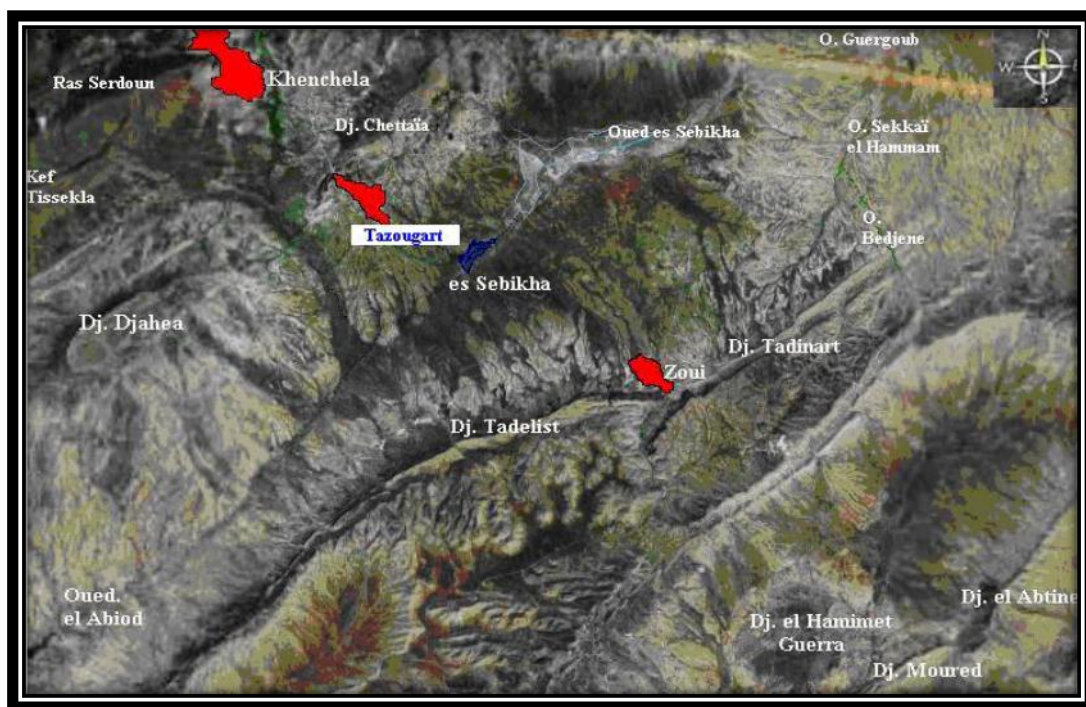 O. Guergoub
N
W
E
S
Ras Serdoun
Khenchela
Dj. Chettaïa
Oued es Sebikha
O. Sekkaï
el Hammam
Kef
Tissekla
O.
Bedjene
Tazougart
es Sebikha
Dj. Djahea
Dj. Tadinart
Zoui
Dj. Tadelist
Oued.
el Abiod
Dj. el Hamimet
Guerra
Dj. el Abtine
Dj. Moured